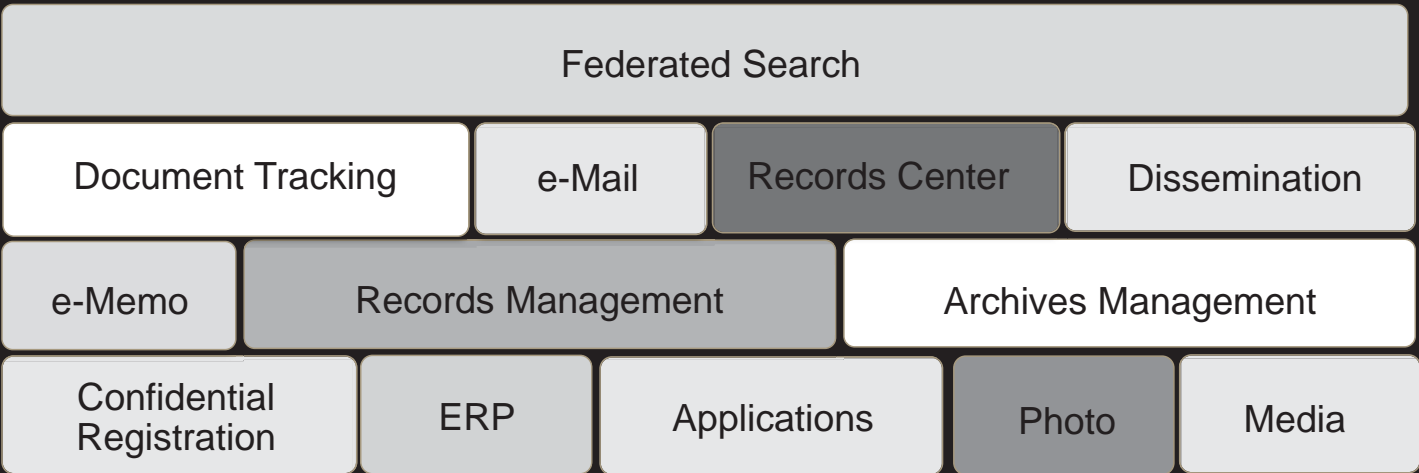 Federated Search
Document Tracking
e-Mail
Records Center
Dissemination
e-Memo
Records Management
Archives Management
Confidential
Registration
ERP
Applications
Photo
Media